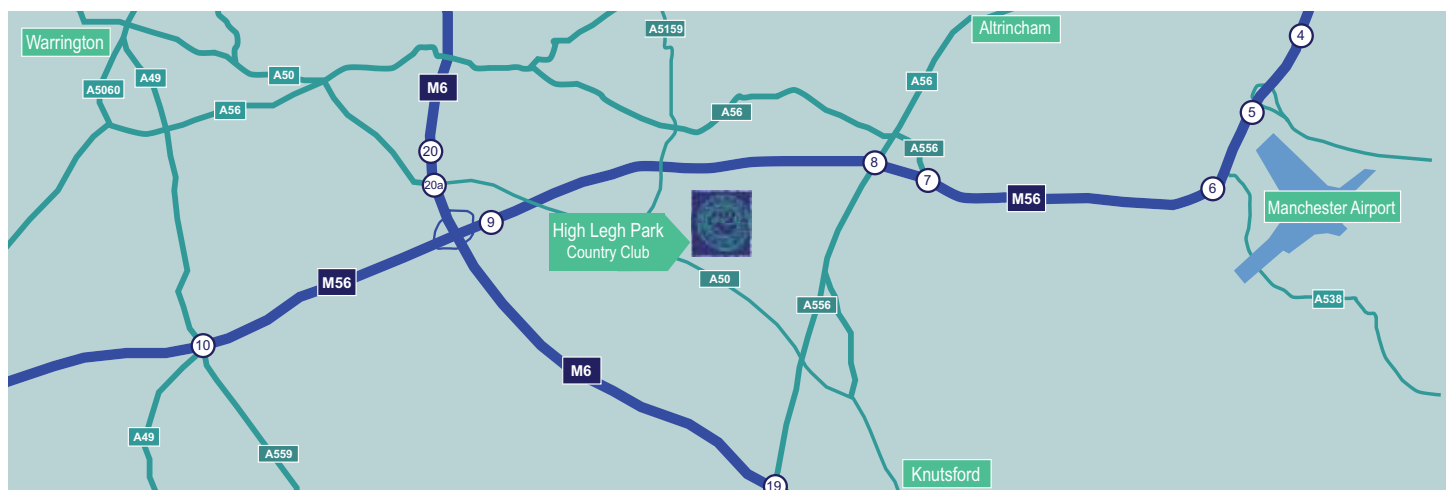 Altrincham
A5159
Warrington
4
A49
A50
A56
A5060
M6
A56
A56
5
20
A556
8
20a
7
6
M56
Manchester Airport
9
High Legh Park
Country Club
A50
M56
A556
A538
10
M6
A49
A559
Knutsford
19